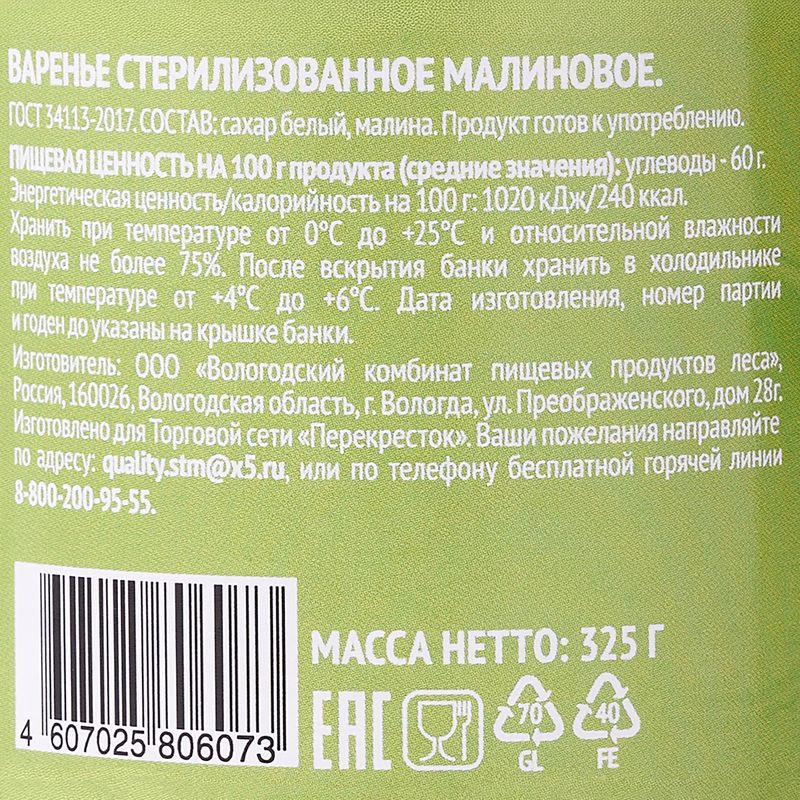 ВАРЕНЬЕ СТЕРИЛИЗОВАННОЕ МАЛИНОВОЕ.
ГОСТ 34113-2017. СОСТАВ: сахар белый, малина. Продукт готов к употреблению.
ПИЩЕВАЯ ЦЕННОСТЬ НА 100 г продукта (средние значения): углеводы - 60 г.
Энергетическая ценность/калорийность на 100 г: 1020 кДж/240 ккал.
Хранить при температуре от 0°С до +25°С и относительной влажности
воздуха не более 75%. После вскрытия банки хранить в холодильнике
при температуре от +4°С до +6°С. Дата изготовления, номер партии
и годен до указаны на крышке банки.
Изготовитель: ООО «Вологодский комбинат пищевых продуктов леса»,
Россия, 160026, Вологодская область, г. Вологда, ул. Преображенского, дом 28г.
Изготовлено для Торговой сети «Перекресток». Ваши пожелания направляйте
по адресу: quality.stm@x5.ru, или по телефону бесплатной горячей линии
8-800-200-95-55.
МАССА НЕТТО: 325 Г
4 607025 806073
ЕАС
70
GL
40
FE